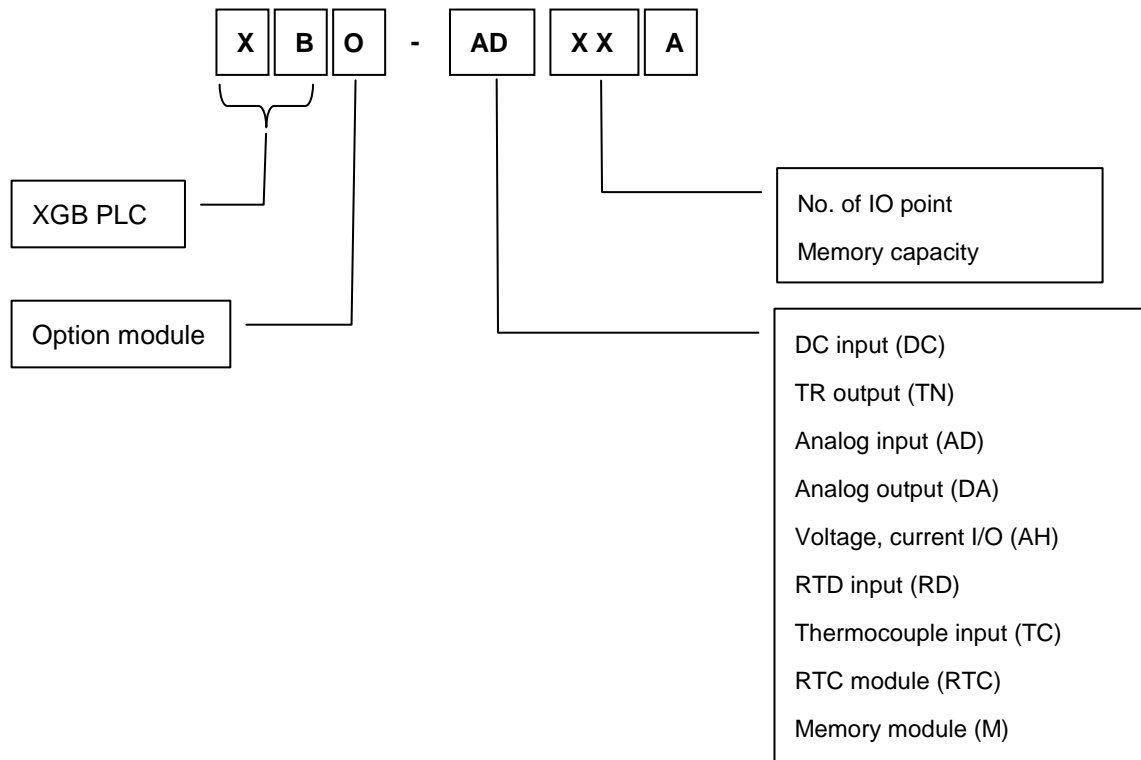 X B O - AD X X A
XGB PLC
Option module
No. of IO point
Memory capacity
DC input (DC)
TR output (TN)
Analog input (AD)
Analog output (DA)
Voltage, current I/O (AH)
RTD input (RD)
Thermocouple input (TC)
RTC module (RTC)
Memory module (M)